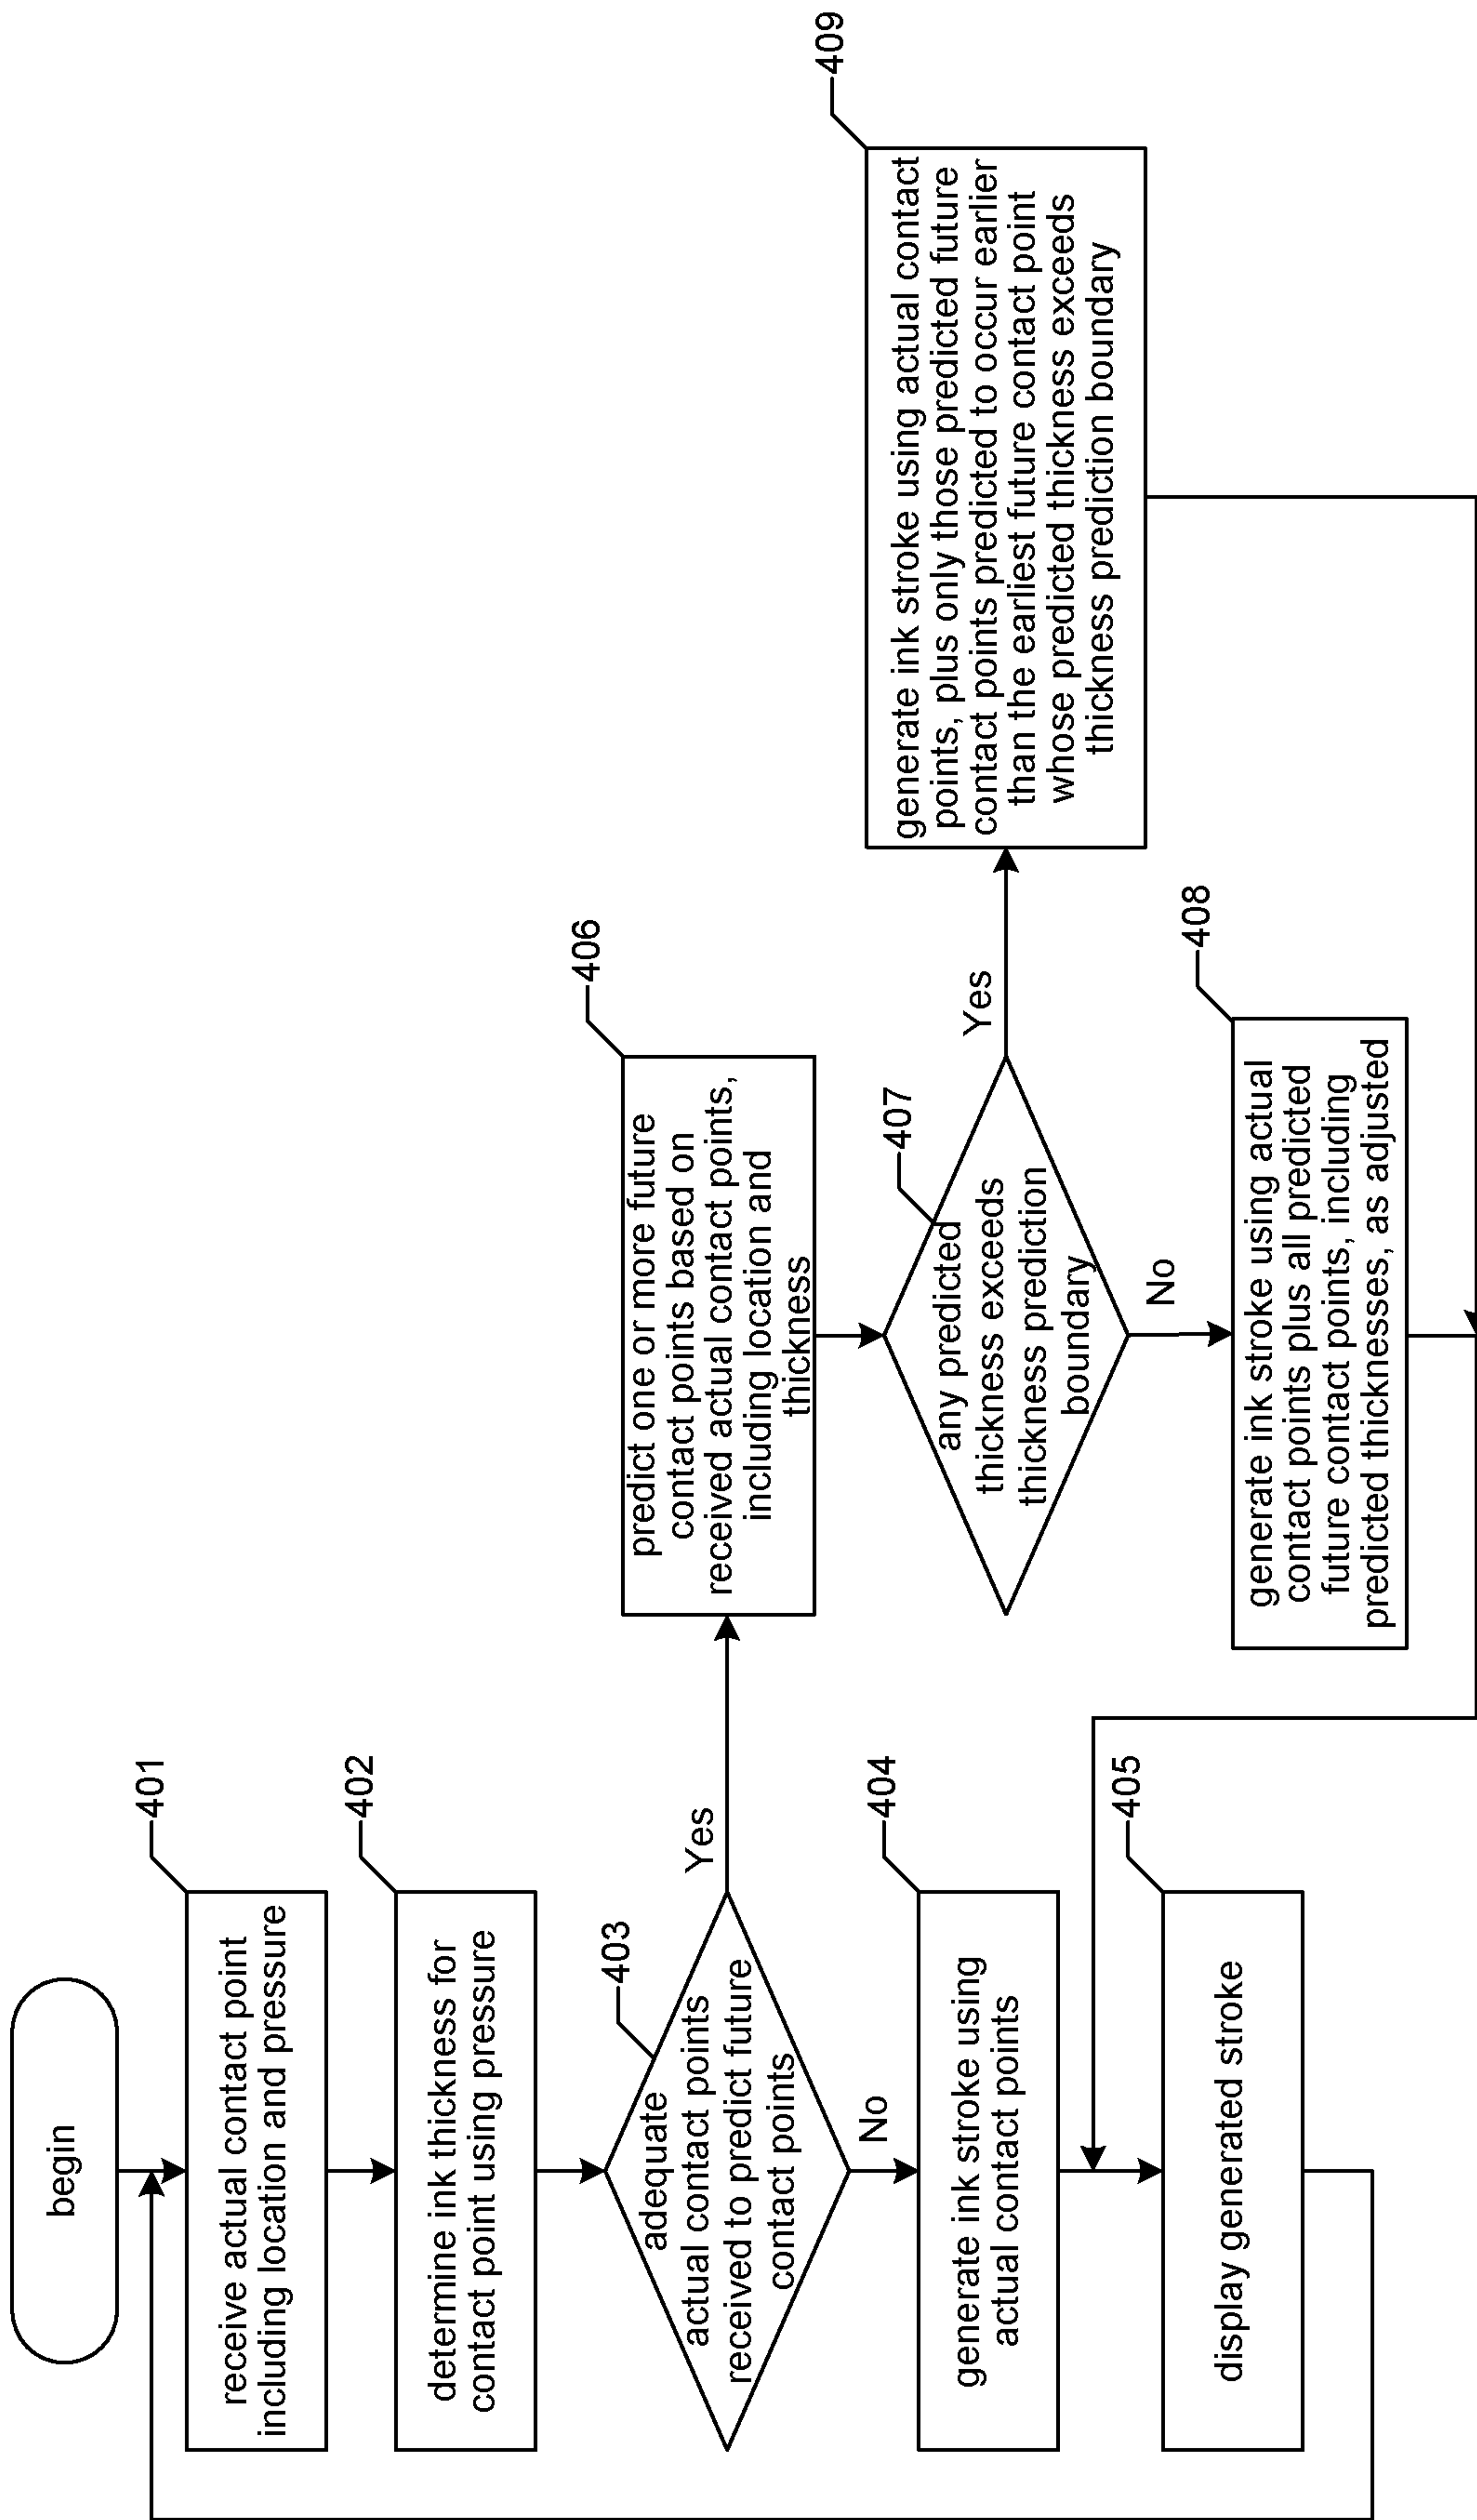 begin
401
receive actual contact point
including location and pressure
402
determine ink thickness for
contact point using pressure
403
adequate
actual contact points
received to predict future
contact points
Yes
No
404
generate ink stroke using
actual contact points
405
display generated stroke
406
predict one or more future
contact points based on
received actual contact points,
including location and
thickness
407
any predicted
thickness exceeds
thickness prediction
boundary
Yes
No
408
generate ink stroke using actual
contact points plus all predicted
future contact points, including
predicted thicknesses, as adjusted
409
generate ink stroke using actual contact
points, plus only those predicted future
contact points predicted to occur earlier
than the earliest future contact point
whose predicted thickness exceeds
thickness prediction boundary